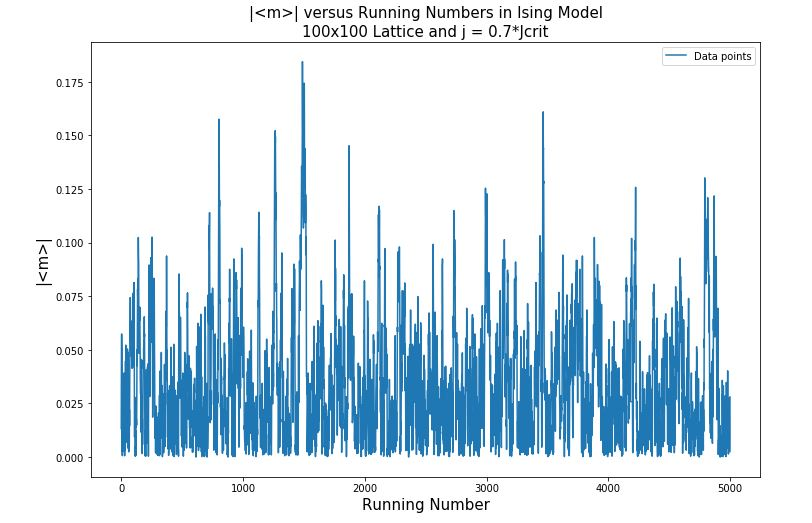 |<m>| versus Running Numbers in Ising Model
100x100 Lattice and j = 0.7*Jcrit
Data points
|<m>|
0.175
0.150
0.125
0.100
0.075
0.050
0.025
0.000
0
1000
2000
3000
4000
5000
Running Number